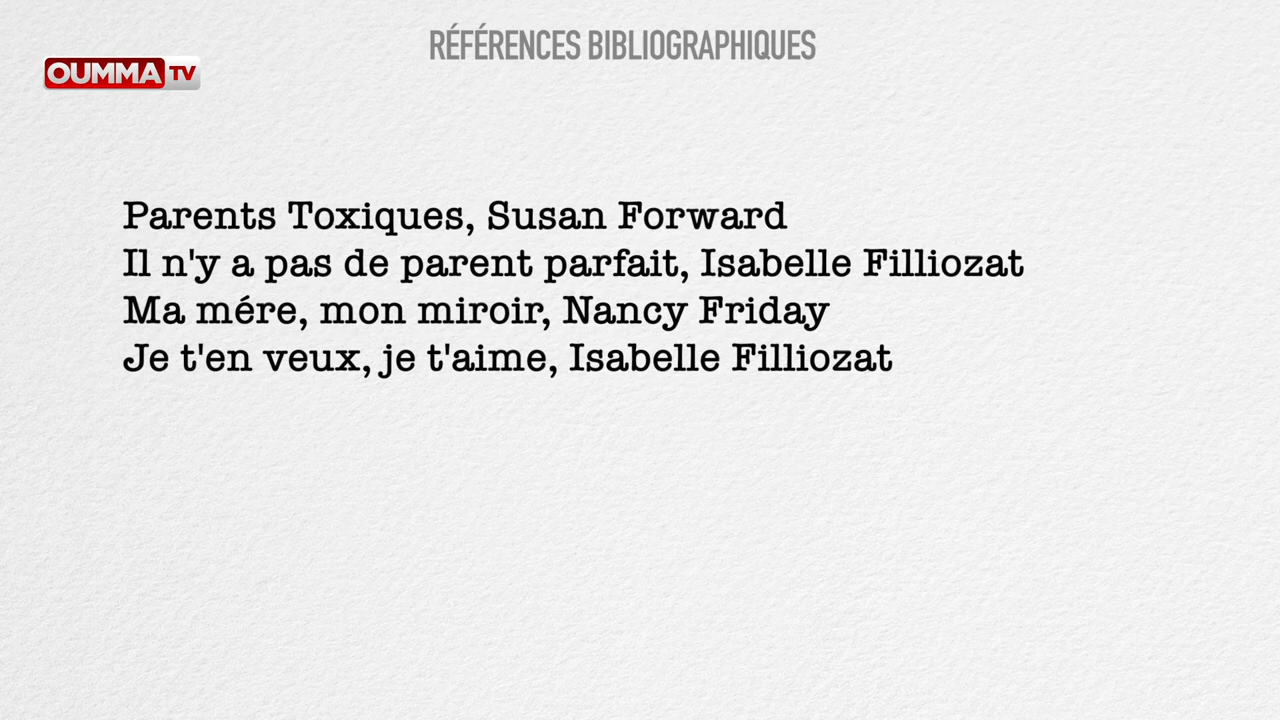 RÉFÉRENCES BIBLIOGRAPHIQUES
OUMMA TV
Parents Toxiques, Susan Forward
Il n'y a pas de parent parfait, Isabelle Filliozat
Ma mére, mon miroir, Nancy Friday
Je t'en veux, je t'aime, Isabelle Filliozat